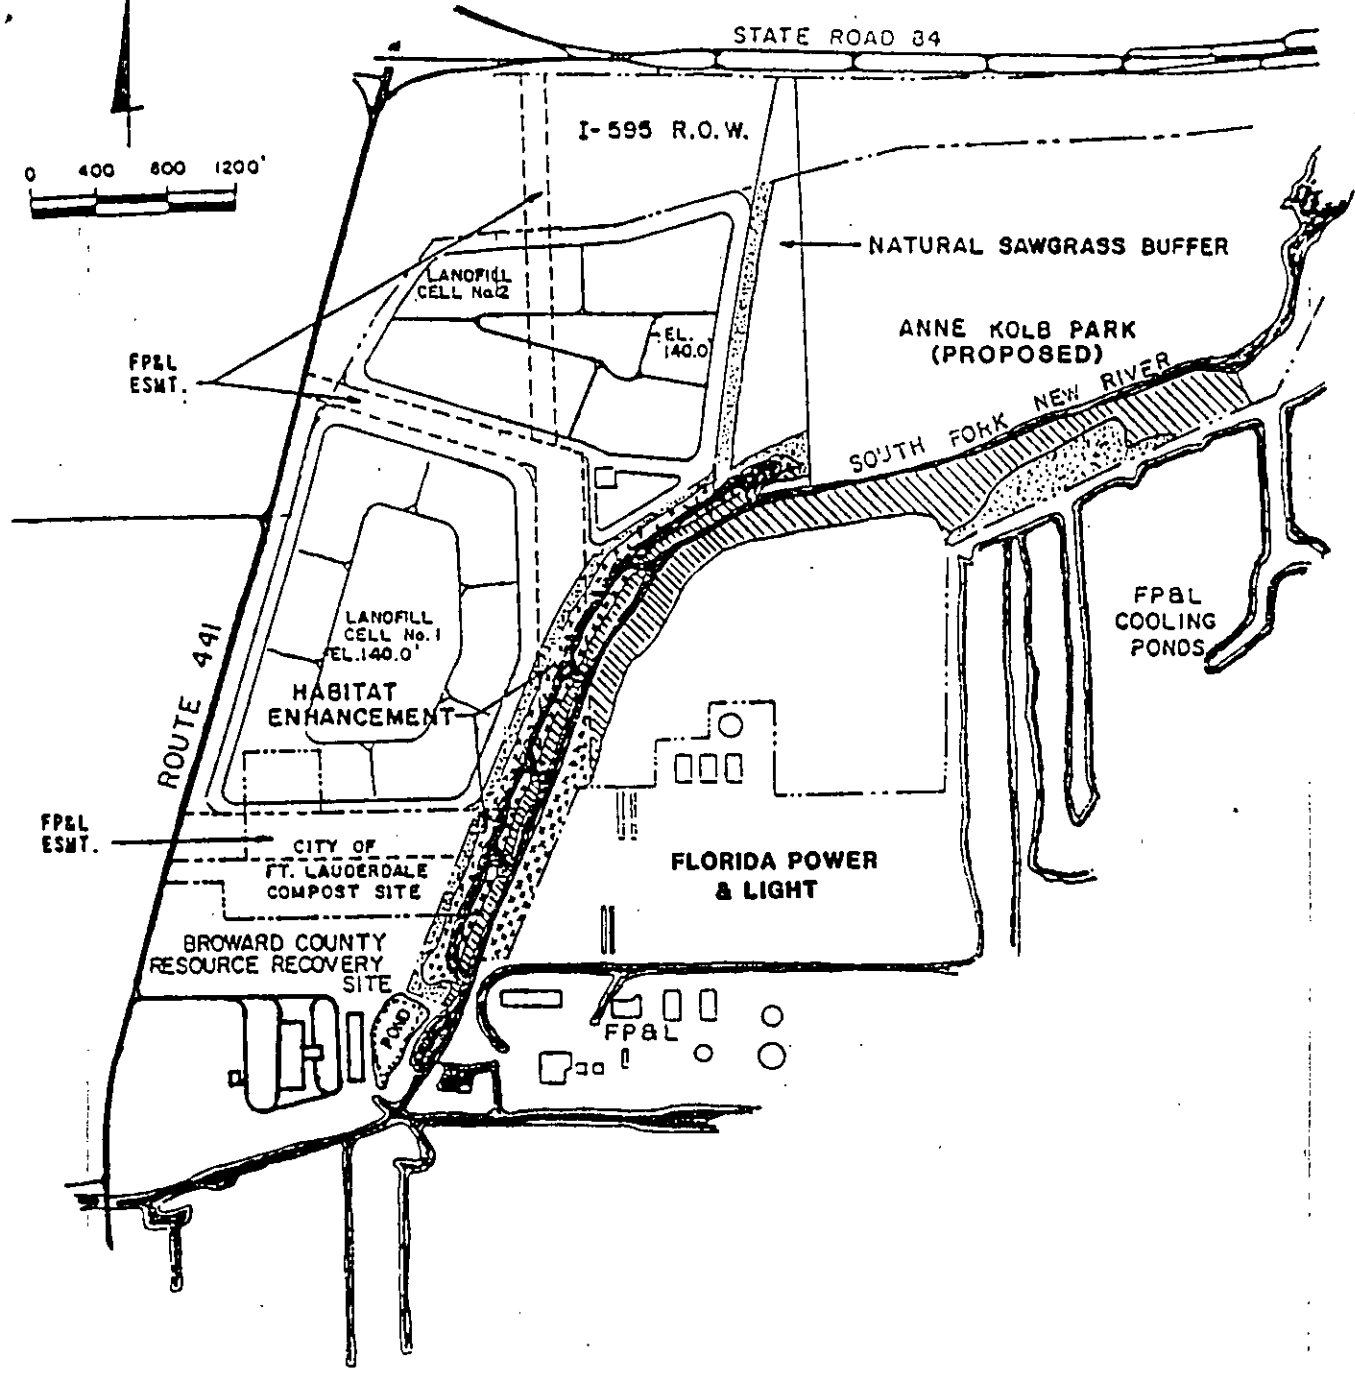 STATE ROAD 84
I-595 R.O.W.
0 400 800 1200'
NATURAL SAWGRASS BUFFER
LANDFILL
CELL No.2
EL.
140.0'
ANNE KOLB PARK
(PROPOSED)
FP&L
ESMT.
SOUTH FORK NEW RIVER
LANDFILL
CELL No. 1
EL.140.0'
FP&L
COOLING
PONDS
ROUTE 441
HABITAT
ENHANCEMENT
FP&L
ESMT.
CITY OF
FT. LAUDERDALE
COMPOST SITE
FLORIDA POWER
& LIGHT
BROWARD COUNTY
RESOURCE RECOVERY
SITE
POND
FP&L